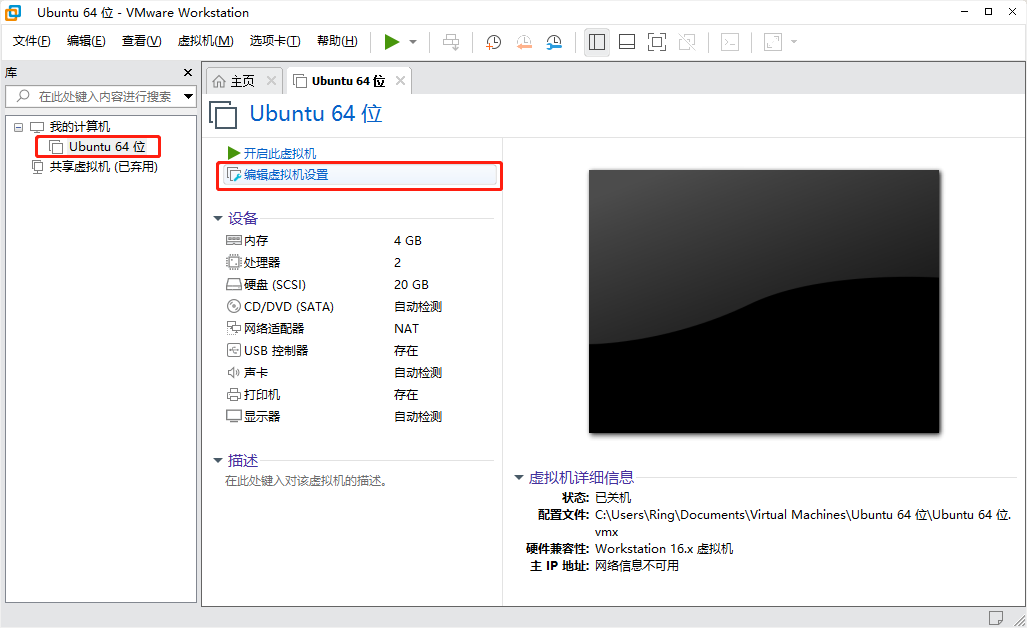 Ubuntu 64 位 - VMware Workstation
文件(F) 编辑(E) 查看(V) 虚拟机(M) 选项卡(T) 帮助(H)
库
在此处键入内容进行搜索
我的计算机
Ubuntu 64 位
共享虚拟机 (已弃用)
主页
Ubuntu 64 位
Ubuntu 64 位
开启此虚拟机
编辑虚拟机设置
设备
内存 4 GB
处理器 2
硬盘 (SCSI) 20 GB
CD/DVD (SATA) 自动检测
网络适配器 NAT
USB 控制器 存在
声卡 自动检测
打印机 存在
显示器 自动检测
描述
在此处键入对该虚拟机的描述。
虚拟机详细信息
状态: 已关机
配置文件: C:\Users\Ring\Documents\Virtual Machines\Ubuntu 64 位\Ubuntu 64 位.
vmx
硬件兼容性: Workstation 16.x 虚拟机
主 IP 地址: 网络信息不可用